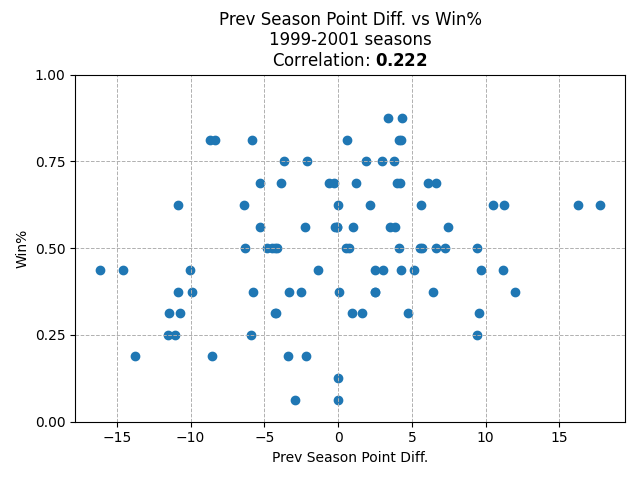 Prev Season Point Diff. vs Win%
1999-2001 seasons
Correlation: 0.222
1.00
0.75
0.50
0.25
0.00
Win%
−15
−10
−5
0
5
10
15
Prev Season Point Diff.